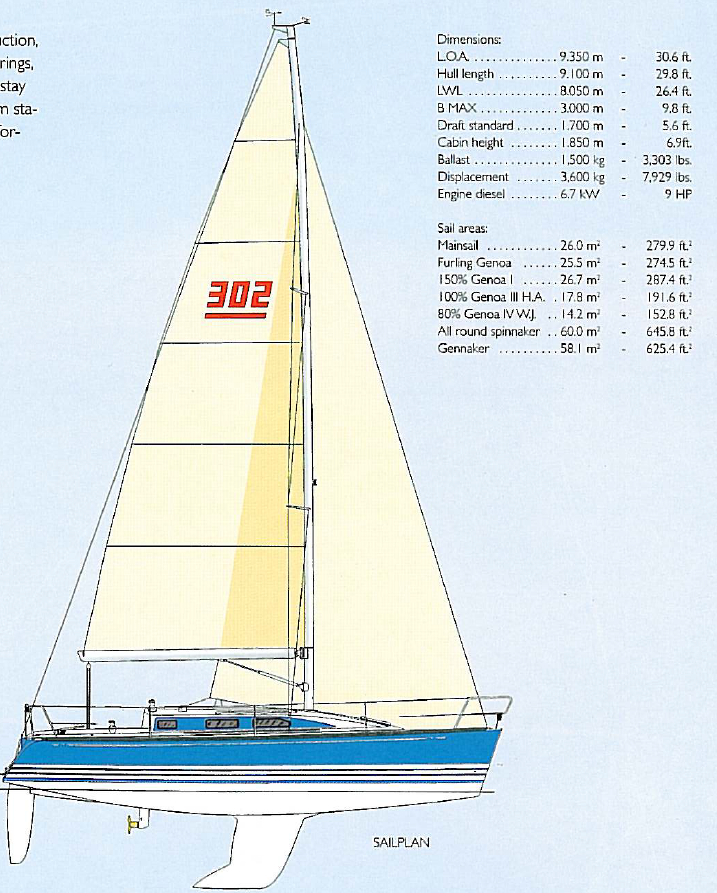 ction,
rings,
stay
m sta-
for-
302
Dimensions:
L.O.A. .............. 9.350 m - 30.6 ft.
Hull length ........ 9.100 m - 29.8 ft.
LWL ................ 8.050 m - 26.4 ft.
B MAX ............. 3.000 m - 9.8 ft.
Draft standard ....... 1.700 m - 5.6 ft.
Cabin height ........ 1.850 m - 6.9ft.
Ballast .............. 1,500 kg - 3,303 lbs.
Displacement ....... 3,600 kg - 7,929 lbs.
Engine diesel ........ 6.7 kW - 9 HP
Sail areas:
Mainsail ........... 26.0 m² - 279.9 ft.²
Furling Genoa ...... 25.5 m² - 274.5 ft.²
150% Genoa I ...... 26.7 m² - 287.4 ft.²
100% Genoa III H.A. . 17.8 m² - 191.6 ft.²
80% Genoa IV W.J. .. 14.2 m² - 152.8 ft.²
All round spinnaker .. 60.0 m² - 645.8 ft.²
Gennaker .......... 58.1 m² - 625.4 ft.²
SAILPLAN